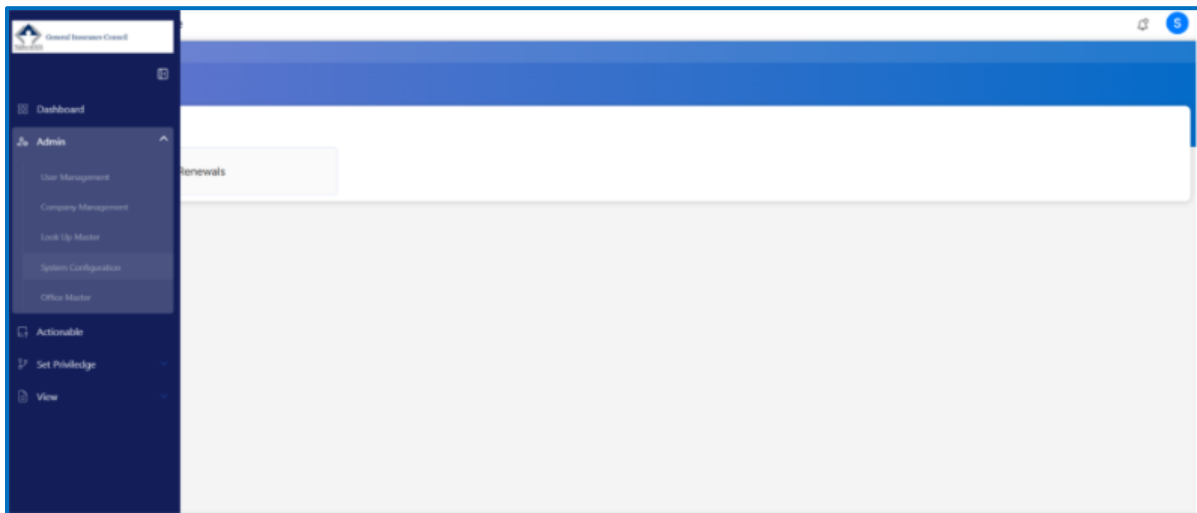 General Insurance Council
S
Dashboard
Admin
User Management
Renewals
Company Management
Look Up Master
System Configuration
Office Master
Actionable
Set Priviledge
View